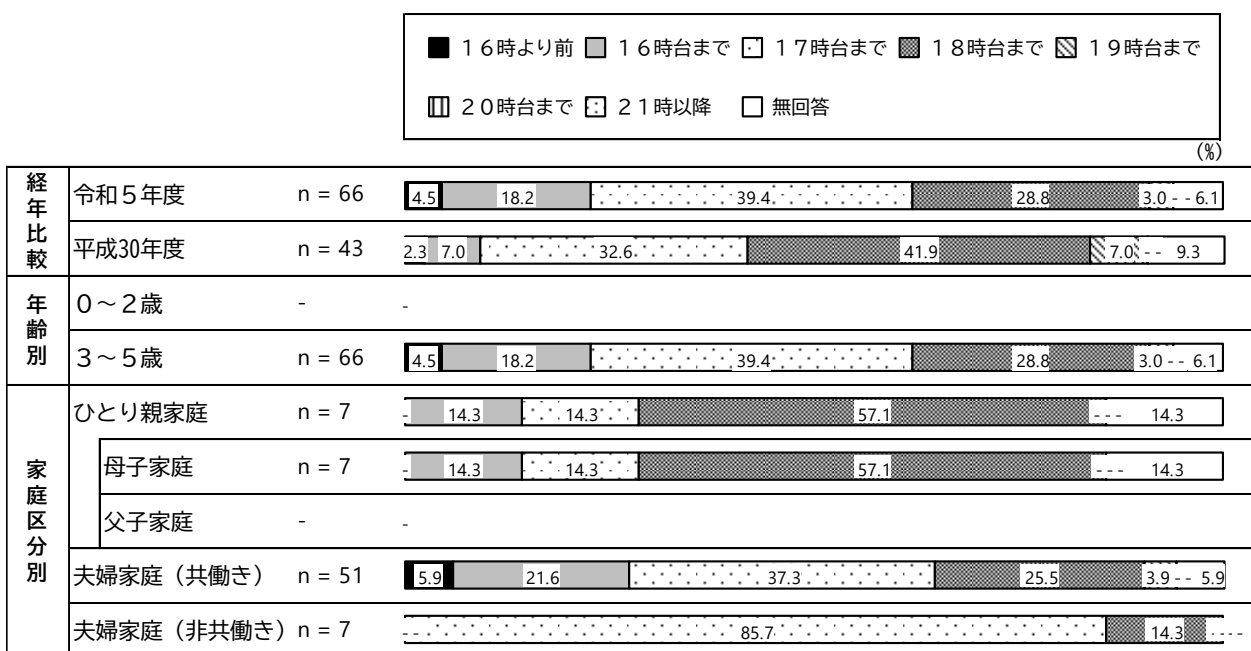 １６時より前 １６時台まで １７時台まで １８時台まで １９時台まで
２０時台まで ２１時以降 無回答
(%)
経年比較
令和５年度 n = 66 4.5 18.2 39.4 28.8 3.0 - - 6.1
平成30年度 n = 43 2.3 7.0 32.6 41.9 7.0 - - 9.3
年齢別
０～２歳 - -
３～５歳 n = 66 4.5 18.2 39.4 28.8 3.0 - - 6.1
家庭区分別
ひとり親家庭 n = 7 - 14.3 14.3 57.1 - - - 14.3
母子家庭 n = 7 - 14.3 14.3 57.1 - - - 14.3
父子家庭 - -
夫婦家庭（共働き） n = 51 5.9 21.6 37.3 25.5 3.9 - - 5.9
夫婦家庭（非共働き） n = 7 - - 85.7 14.3 - - - -